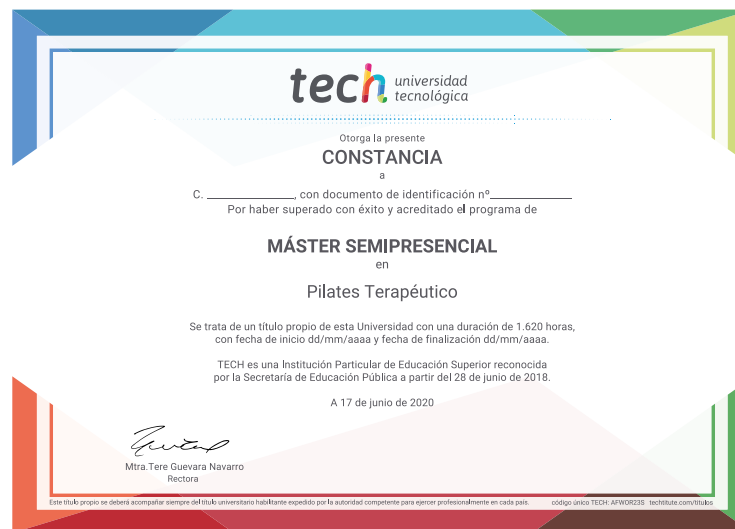 tech universidad
tecnológica
Otorga la presente
CONSTANCIA
a
C. ________________, con documento de identificación nº_______________
Por haber superado con éxito y acreditado el programa de
MÁSTER SEMIPRESENCIAL
en
Pilates Terapéutico
Se trata de un título propio de esta Universidad con una duración de 1.620 horas,
con fecha de inicio dd/mm/aaaa y fecha de finalización dd/mm/aaaa.
TECH es una Institución Particular de Educación Superior reconocida
por la Secretaría de Educación Pública a partir del 28 de junio de 2018.
A 17 de junio de 2020
Mtra.Tere Guevara Navarro
Rectora
Este título propio se deberá acompañar siempre del título universitario habilitante expedido por la autoridad competente para ejercer profesionalmente en cada país. código único TECH: AFWOR23S techtitute.com/titulos